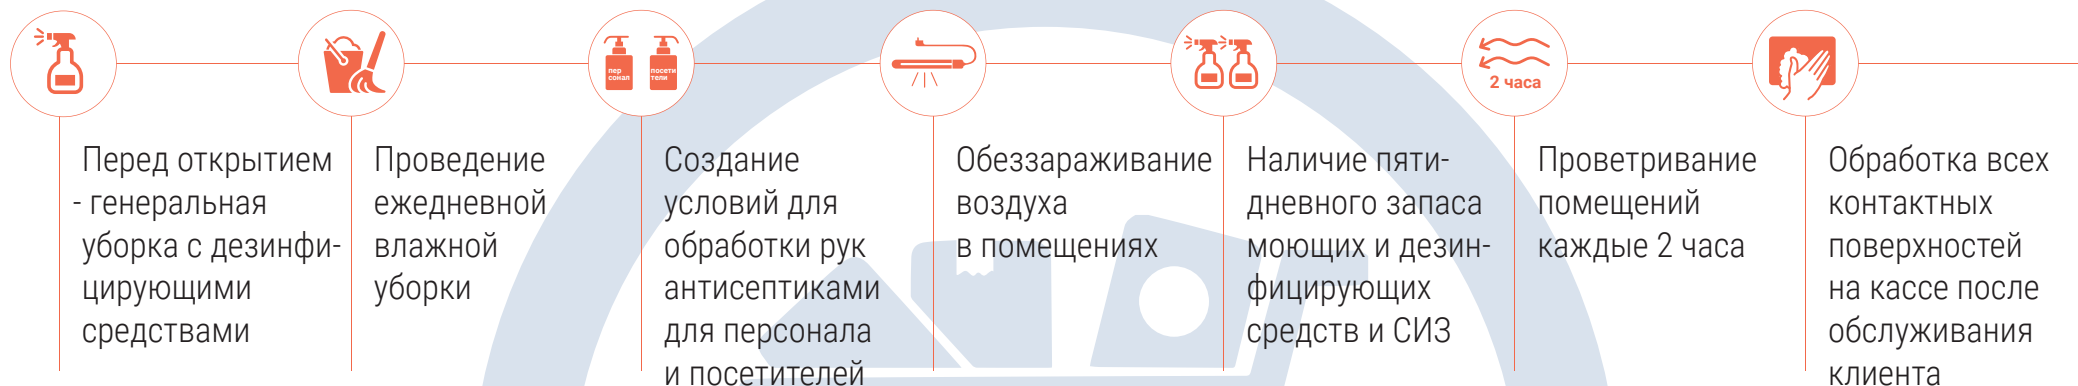 пер
сонал
посети
тели
2 часа
Перед открытием
- генеральная
уборка с дезинфи-
цирующими
средствами
Проведение
ежедневной
влажной
уборки
Создание
условий для
обработки рук
антисептиками
для персонала
и посетителей
Обеззараживание
воздуха
в помещениях
Наличие пяти-
дневного запаса
моющих и дезин-
фицирующих
средств и СИЗ
Проветривание
помещений
каждые 2 часа
Обработка всех
контактных
поверхностей
на кассе после
обслуживания
клиента